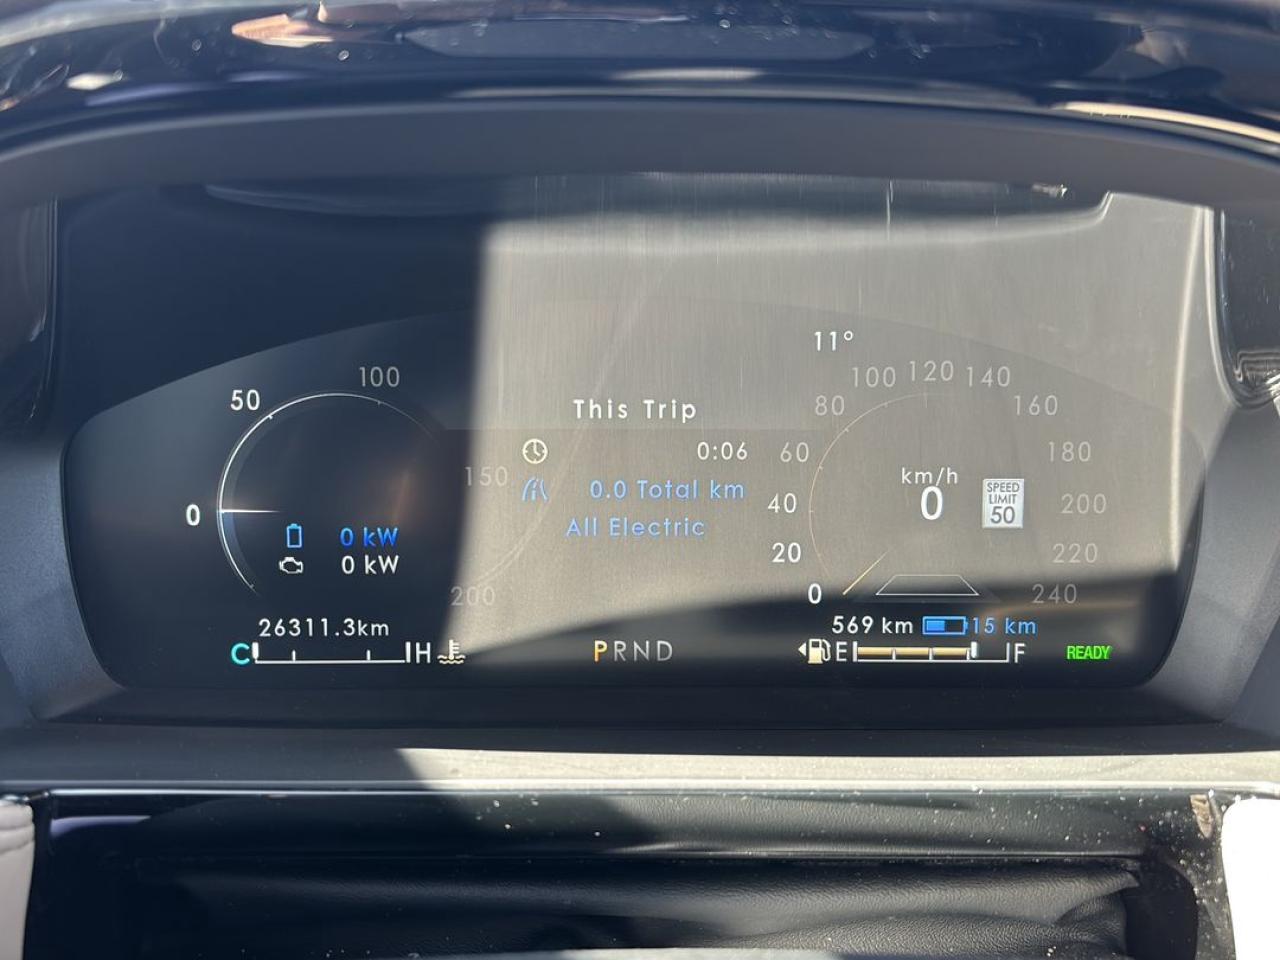 11°
This Trip
0:06
0.0 Total km
All Electric
0
50
100
150
200
0 kW
0 kW
26311.3km
C H
PRND
0
20
40
60
80
100
120
140
160
180
200
220
240
km/h
0
SPEED
LIMIT
50
569 km 15 km
E F
READY